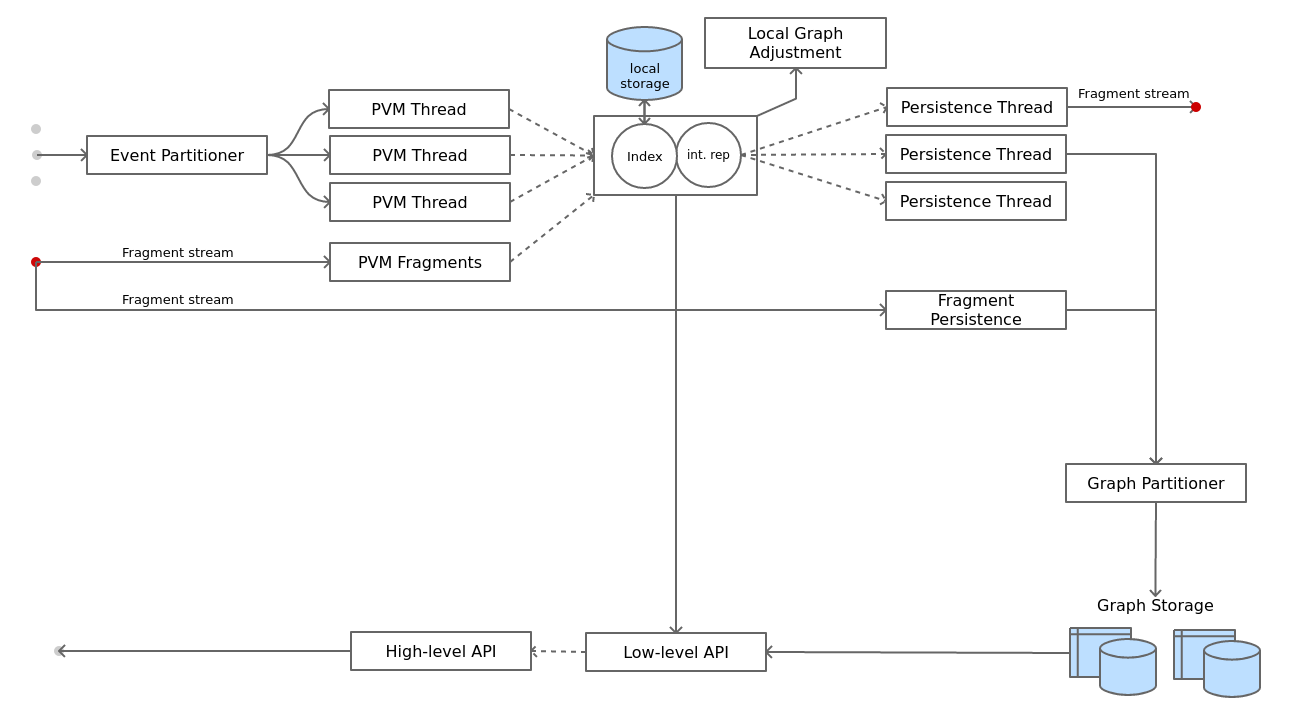 Local Graph
Adjustment
local
storage
Fragment stream
PVM Thread
Persistence Thread
Event Partitioner
PVM Thread
Index
int. rep
Persistence Thread
PVM Thread
Persistence Thread
Fragment stream
PVM Fragments
Fragment stream
Fragment
Persistence
Graph Partitioner
Graph Storage
High-level API
Low-level API